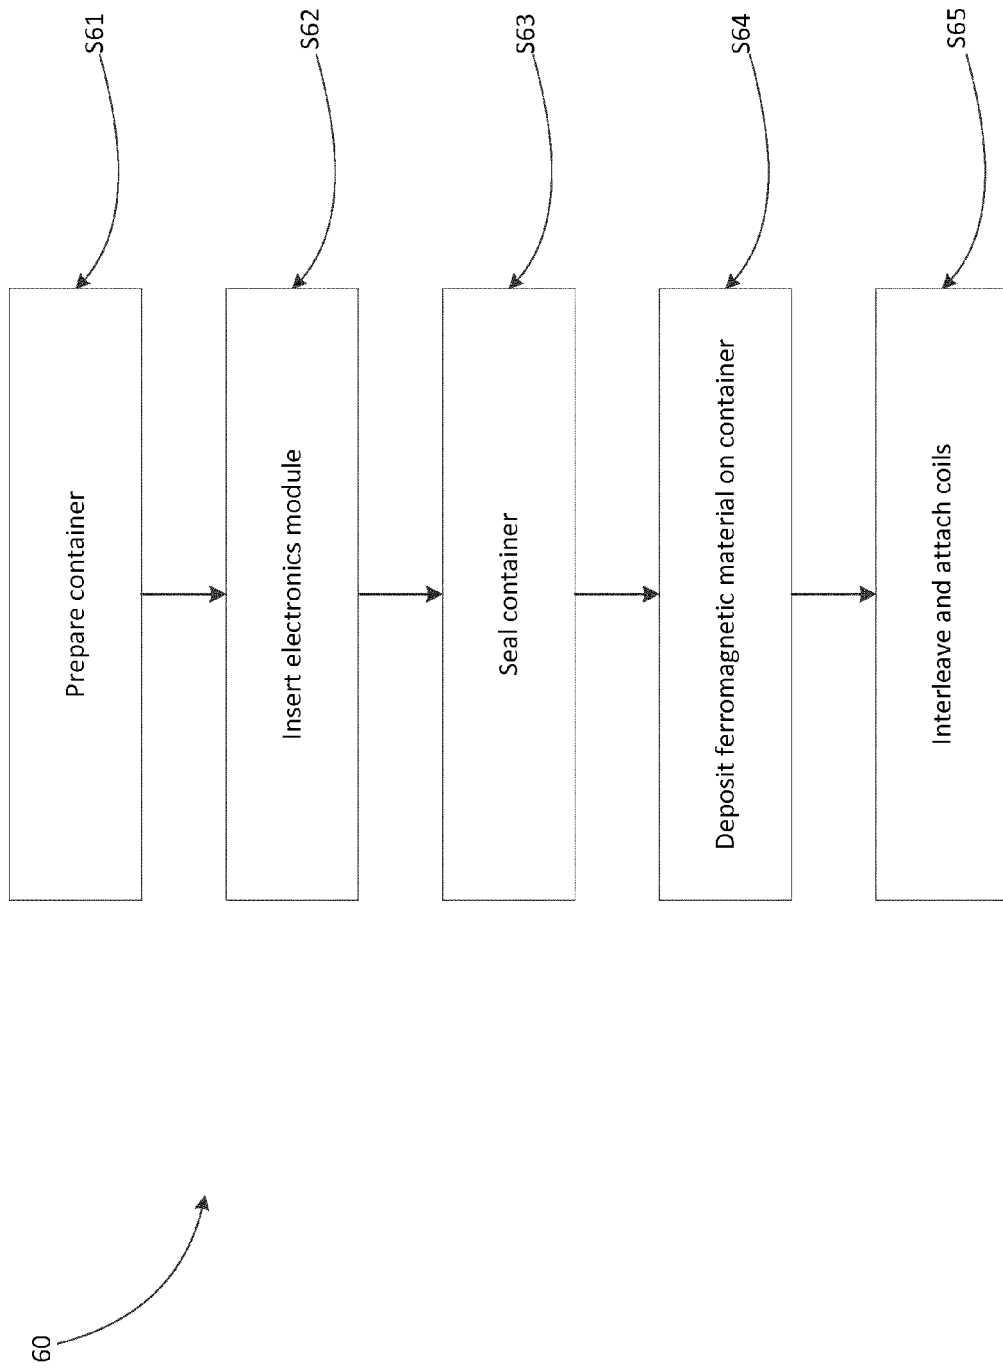 60
Prepare container
S61
Insert electronics module
S62
Seal container
S63
Deposit ferromagnetic material on container
S64
Interleave and attach coils
S65